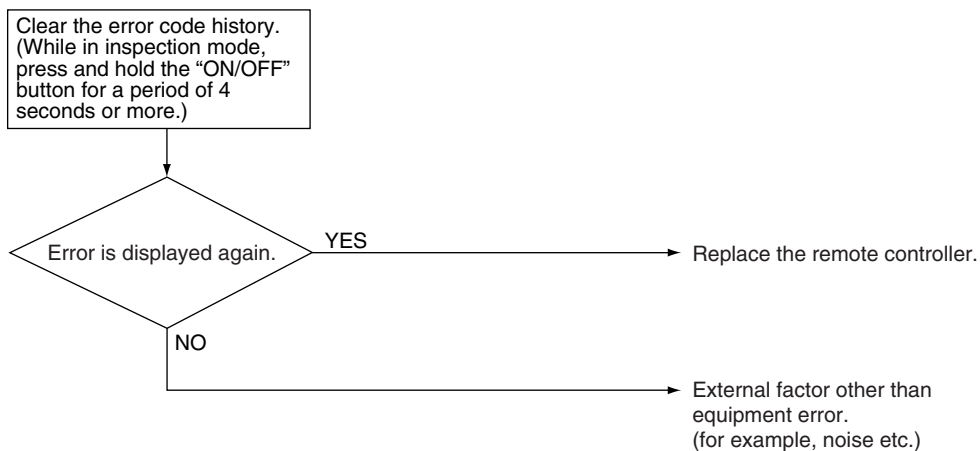 Clear the error code history.
(While in inspection mode,
press and hold the “ON/OFF”
button for a period of 4
seconds or more.)
Error is displayed again.
YES
Replace the remote controller.
NO
External factor other than
equipment error.
(for example, noise etc.)